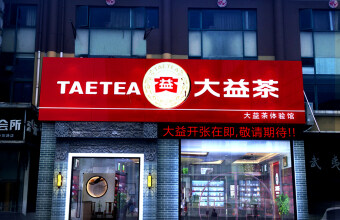 TAETEA 益 大益茶
大益茶体验馆
大益开张在即,敬请期待!!
会所
武